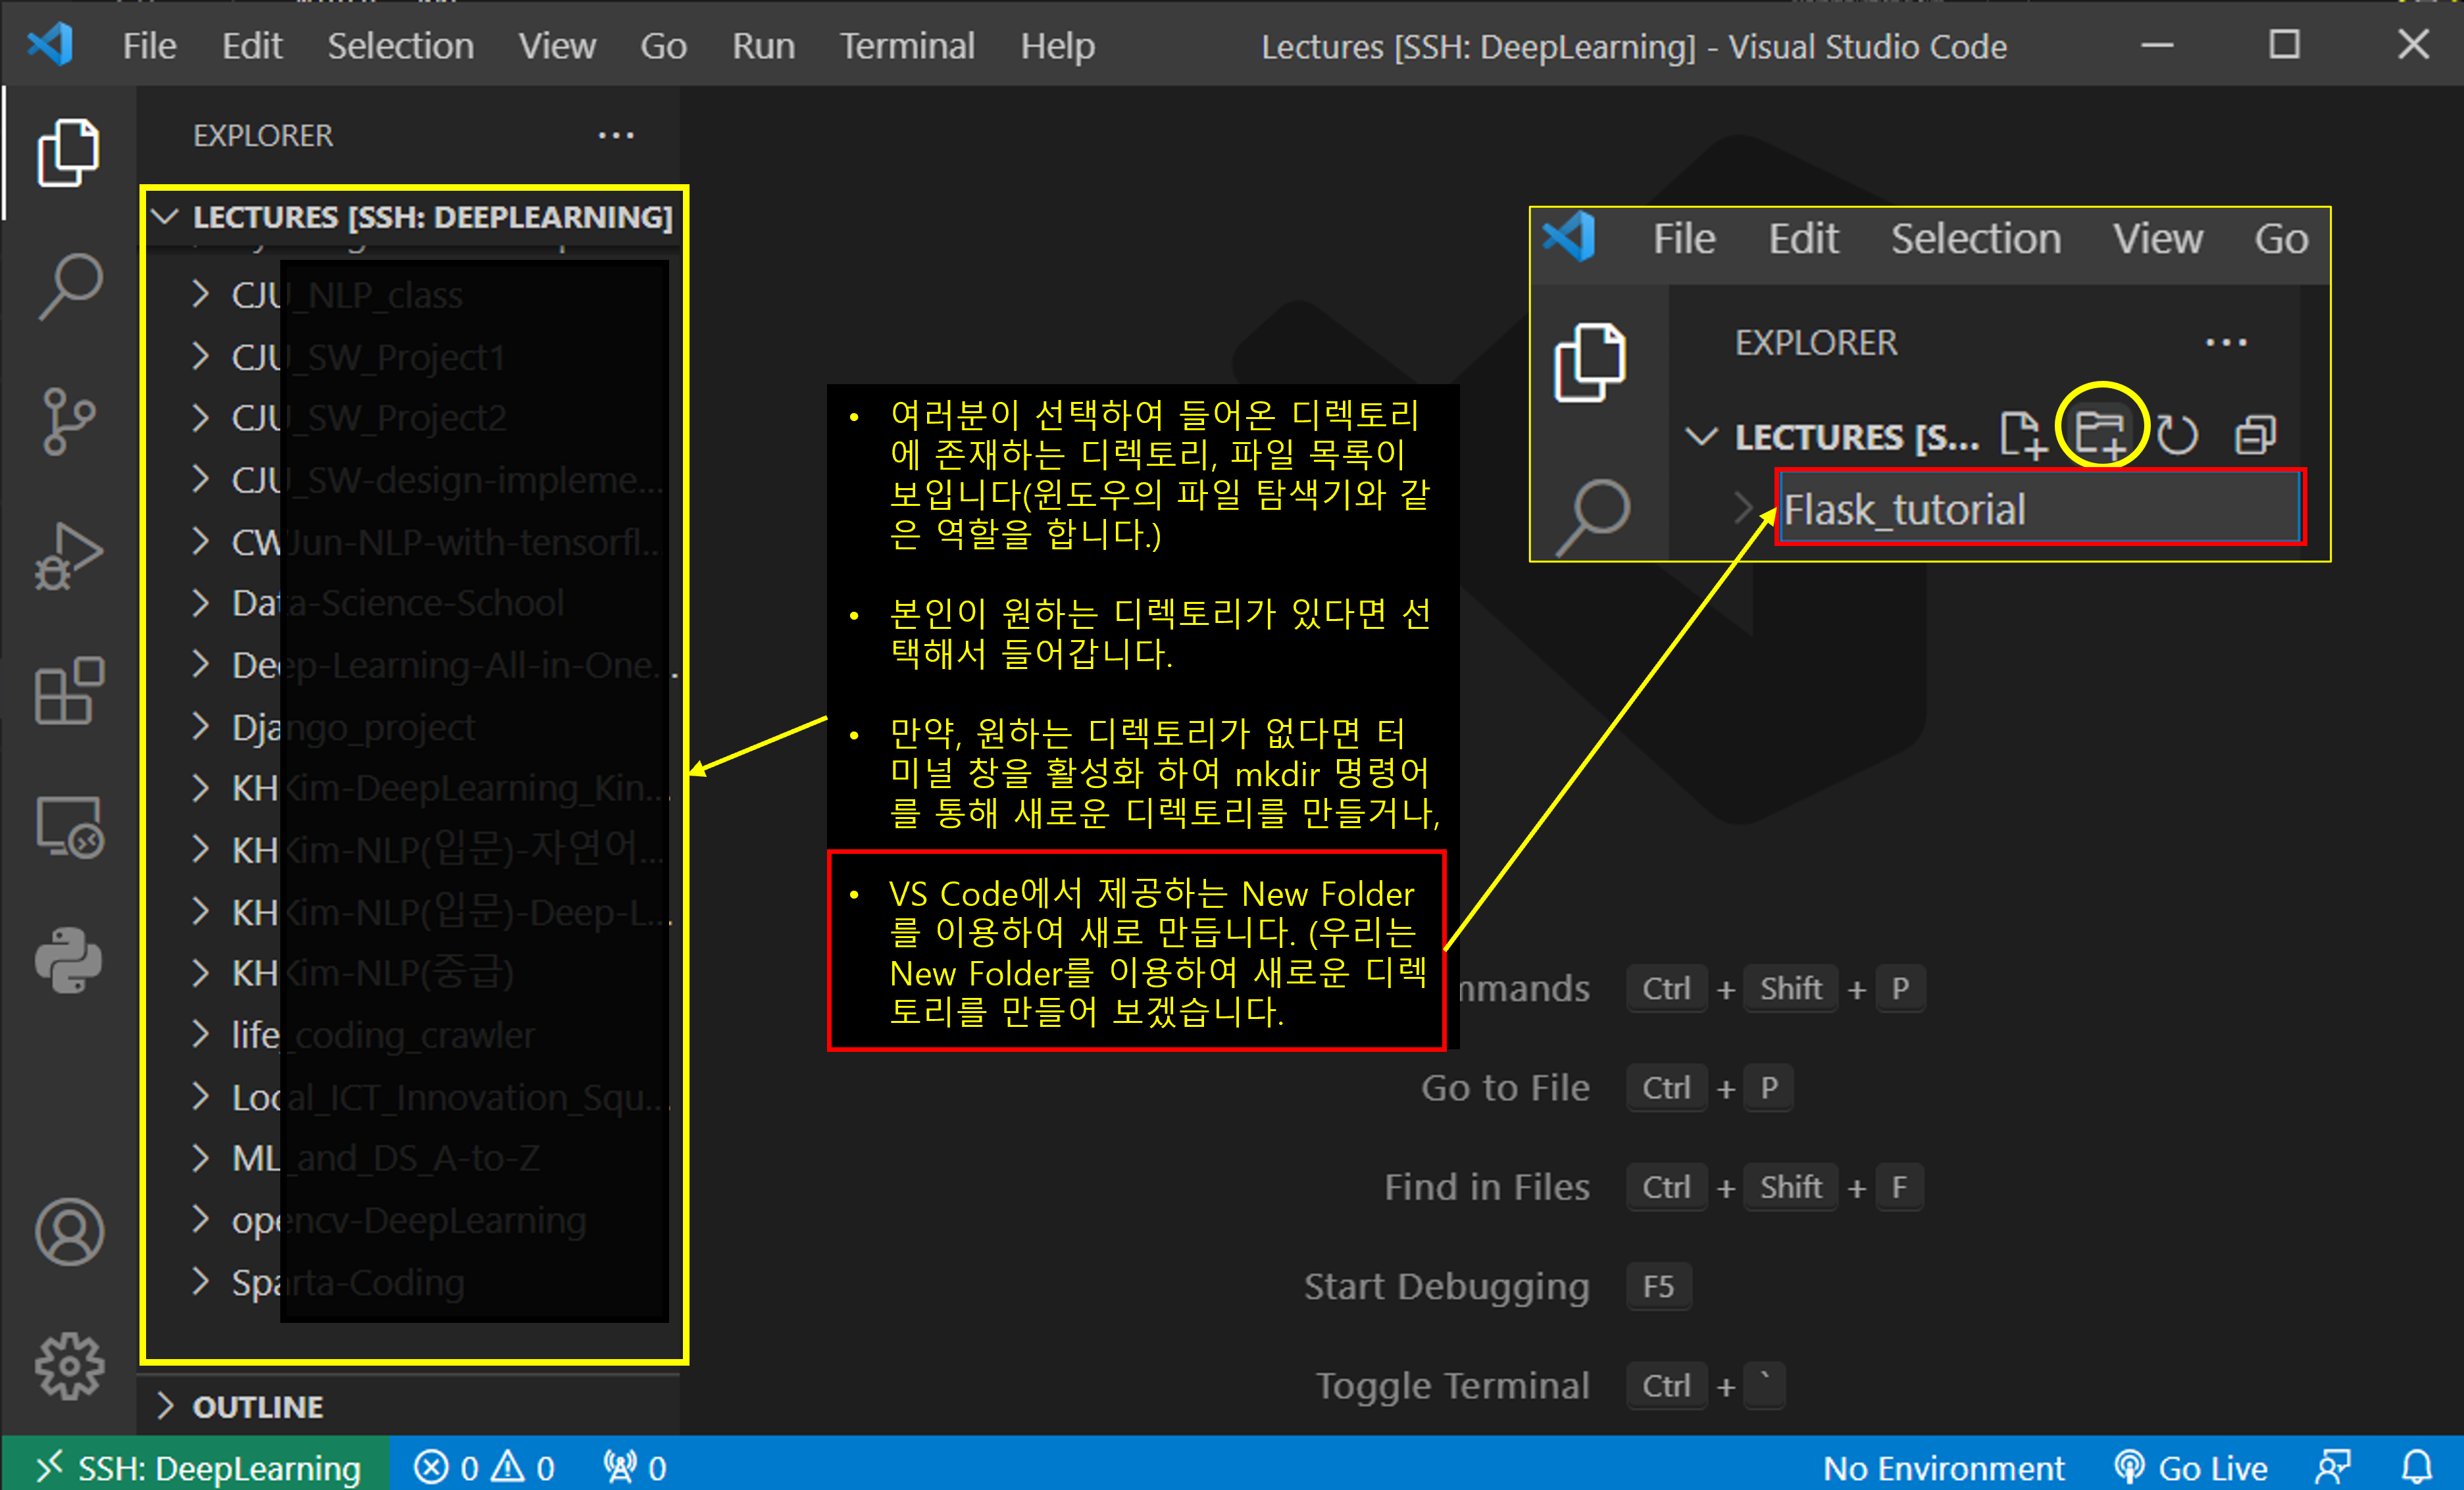 File Edit Selection View Go Run Terminal Help Lectures [SSH: DeepLearning] - Visual Studio Code
EXPLORER
LECTURES [SSH: DEEPLEARNING]
CJU_NLP_class
CJU_SW_Project1
CJU_SW_Project2
CJU_SW-design-impleme...
CWJun-NLP-with-tensorfl...
Data-Science-School
Deep-Learning-All-in-One...
Django_project
KHKim-DeepLearning_Kin...
KHKim-NLP(입문)-자연어...
KHKim-NLP(입문)-Deep-L...
KHKim-NLP(중급)
life_coding_crawler
Local_ICT_Innovation_Squ...
ML_and_DS_A-to-Z
opencv-DeepLearning
Sparta-Coding
OUTLINE
• 여러분이 선택하여 들어온 디렉토리
에 존재하는 디렉토리, 파일 목록이
보입니다(윈도우의 파일 탐색기와 같
은 역할을 합니다.)
• 본인이 원하는 디렉토리가 있다면 선
택해서 들어갑니다.
• 만약, 원하는 디렉토리가 없다면 터
미널 창을 활성화 하여 mkdir 명령어
를 통해 새로운 디렉토리를 만들거나,
• VS Code에서 제공하는 New Folder
를 이용하여 새로 만듭니다. (우리는
New Folder를 이용하여 새로운 디렉
토리를 만들어 보겠습니다.
File Edit Selection View Go
EXPLORER
LECTURES [S...
Flask_tutorial
mmands Ctrl + Shift + P
Go to File Ctrl + P
Find in Files Ctrl + Shift + F
Start Debugging F5
Toggle Terminal Ctrl + `
SSH: DeepLearning 0 0 0 No Environment Go Live